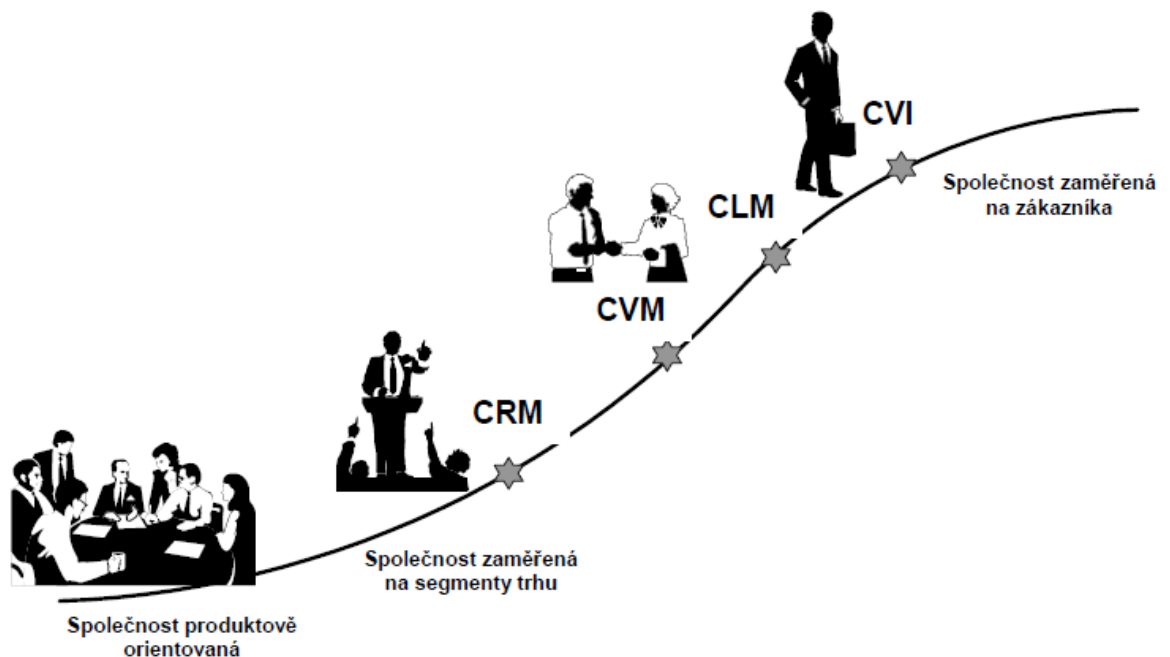 CVI
Společnost zaměřená
na zákazníka
CLM
CVM
CRM
Společnost zaměřená
na segmenty trhu
Společnost produktově
orientovaná